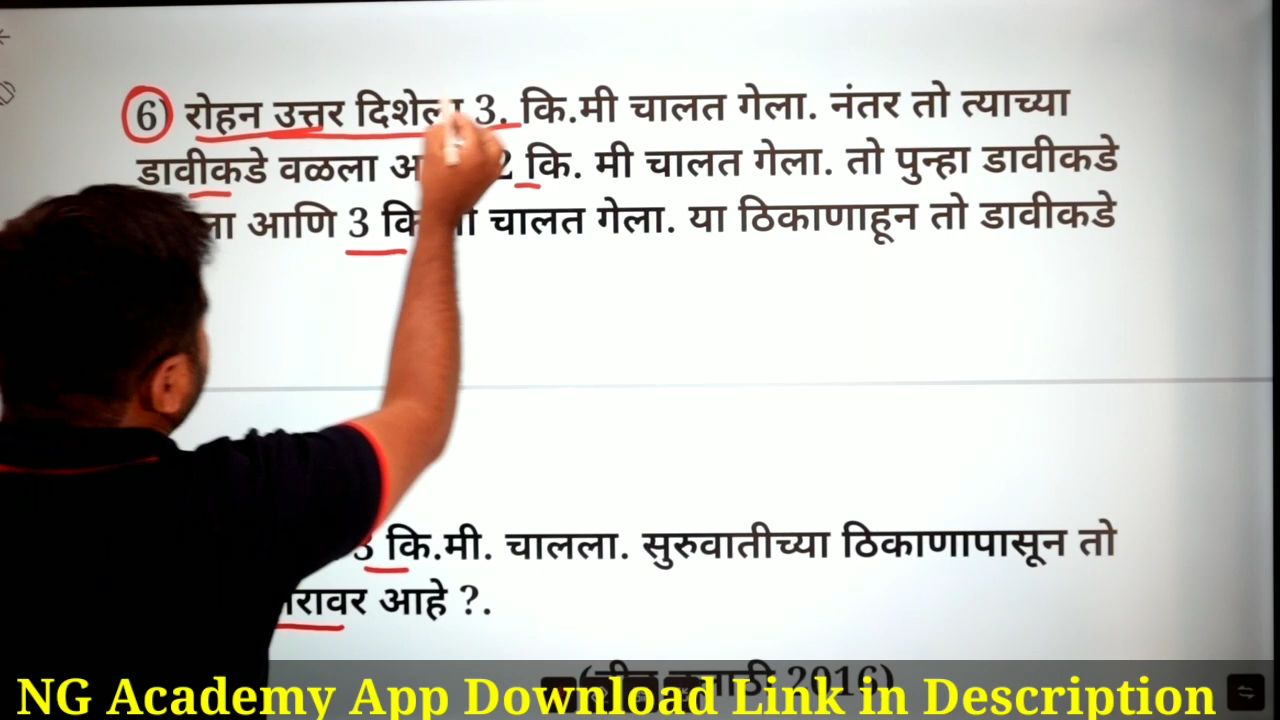 6) रोहन उत्तर दिशेला 3. कि.मी चालत गेला. नंतर तो त्याच्या
डावीकडे वळला 2 कि. मी चालत गेला. तो पुन्हा डावीकडे
आणि 3 चालत गेला. या ठिकाणाहून तो डावीकडे
3 कि.मी. चालला. सुरुवातीच्या ठिकाणापासून तो
आहे ?.
2016)
NG Academy App Download Link in Description